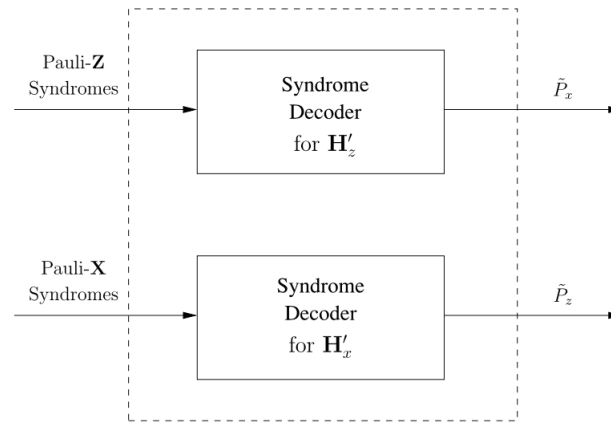 Pauli-Z
Syndromes
Syndrome
Decoder
for H′_z
P̃_x
Pauli-X
Syndromes
Syndrome
Decoder
for H′_x
P̃_z